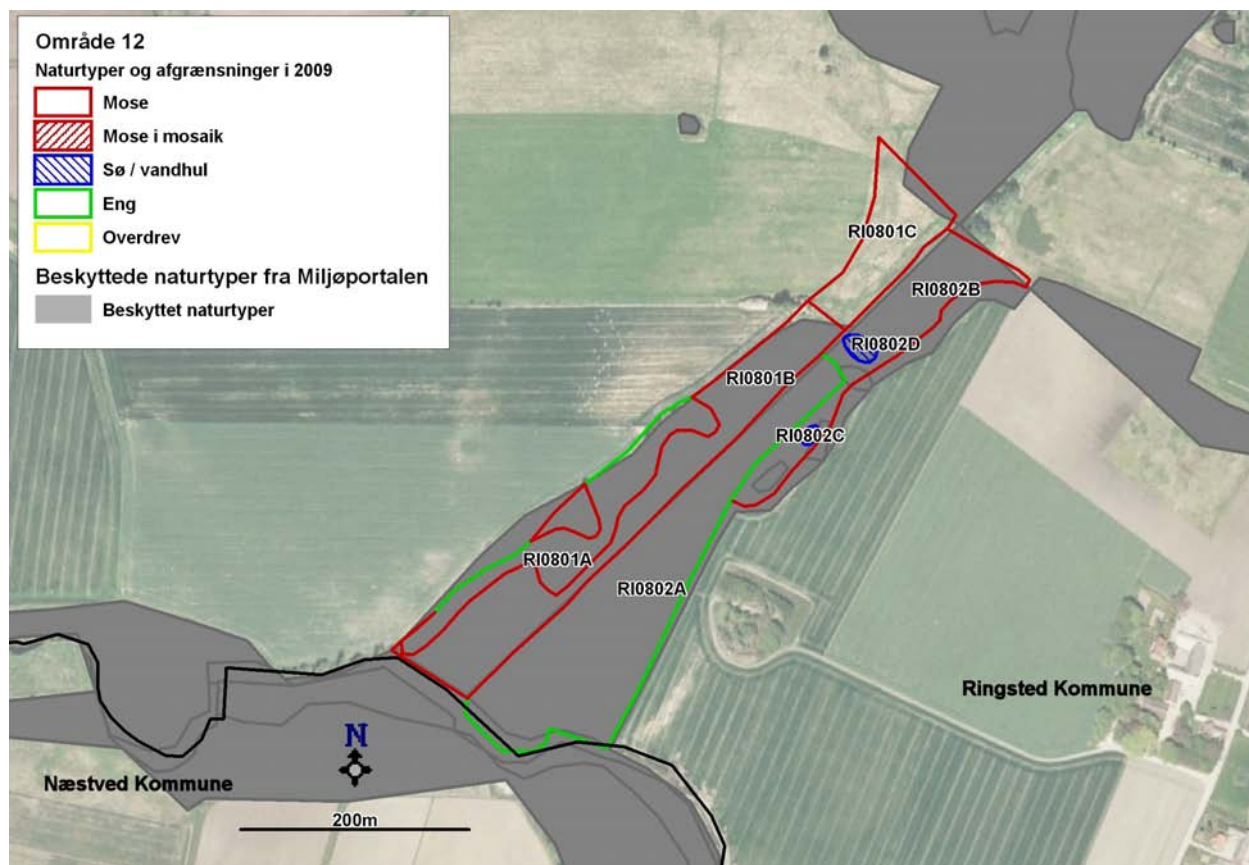 Område 12
Naturtyper og afgrænsninger i 2009
Mose
Mose i mosaik
Sø / vandhul
Eng
Overdrev
Beskyttede naturtyper fra Miljøportalen
Beskyttet naturtyper
RI0801C
RI0802B
RI0802D
RI0801B
RI0802C
RI0801A
RI0802A
Ringsted Kommune
N
Næstved Kommune
200m